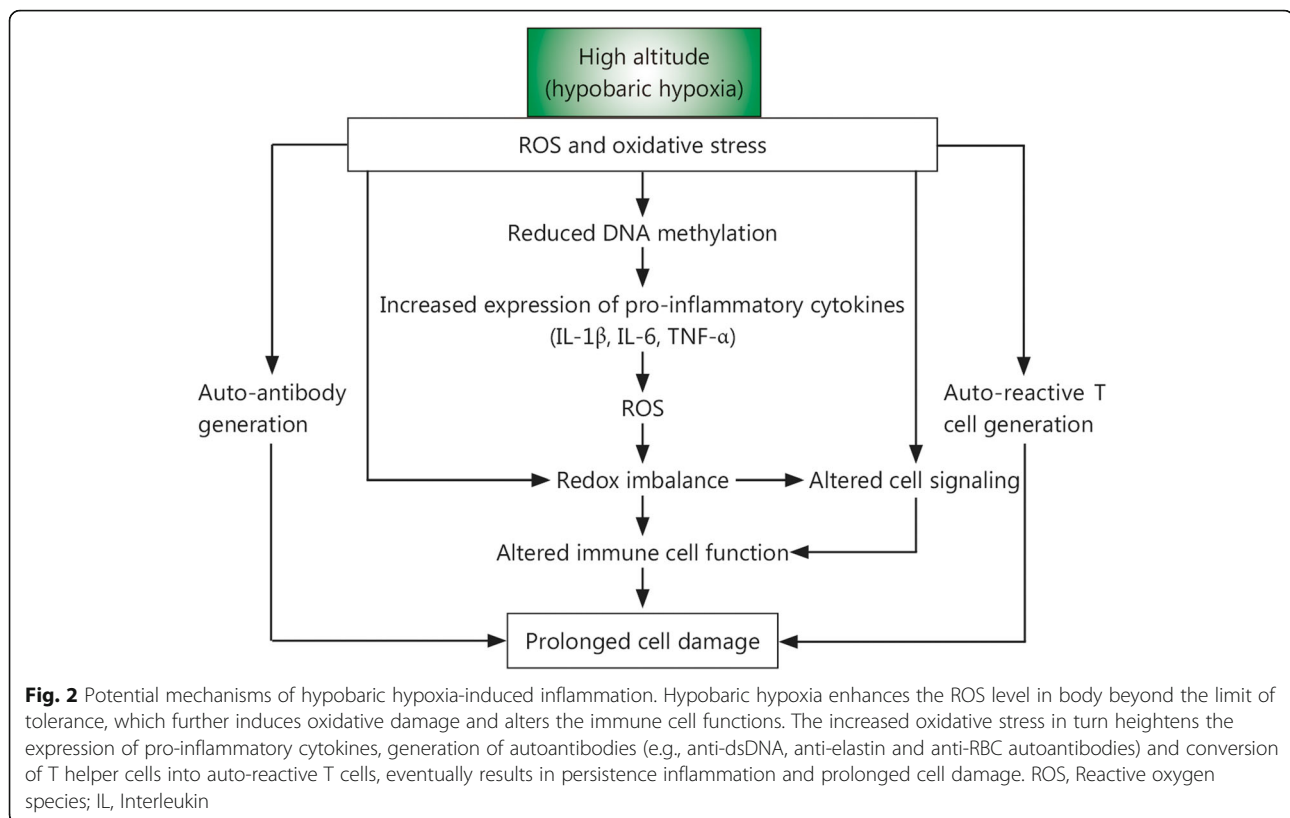 High altitude
(hypobaric hypoxia)
ROS and oxidative stress
Reduced DNA methylation
Increased expression of pro-inflammatory cytokines
(IL-1β, IL-6, TNF-α)
Auto-antibody
generation
ROS
Auto-reactive T
cell generation
Redox imbalance
Altered cell signaling
Altered immune cell function
Prolonged cell damage
Fig. 2 Potential mechanisms of hypobaric hypoxia-induced inflammation. Hypobaric hypoxia enhances the ROS level in body beyond the limit of
tolerance, which further induces oxidative damage and alters the immune cell functions. The increased oxidative stress in turn heightens the
expression of pro-inflammatory cytokines, generation of autoantibodies (e.g., anti-dsDNA, anti-elastin and anti-RBC autoantibodies) and conversion
of T helper cells into auto-reactive T cells, eventually results in persistence inflammation and prolonged cell damage. ROS, Reactive oxygen
species; IL, Interleukin